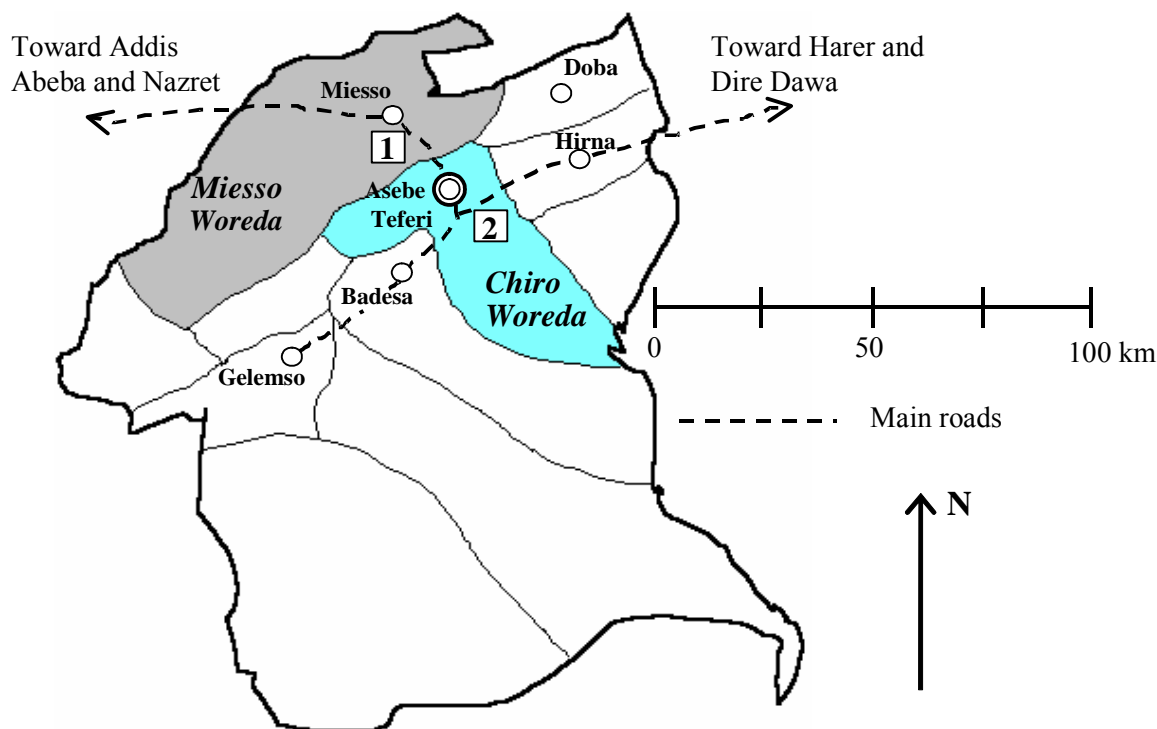 Toward Addis
Abeba and Nazret
Toward Harer and
Dire Dawa
Doba
Miesso
1
Hirna
Miesso
Woreda
Asebe
Teferi
2
Badesa
Chiro
Woreda
Gelemso
0
50
100 km
Main roads
N